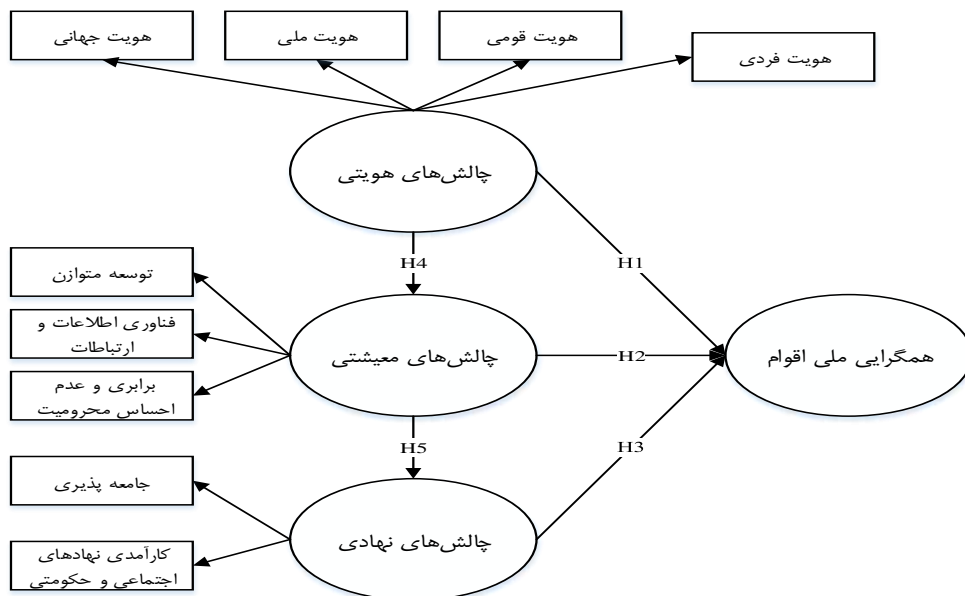 هویت فردی
هویت قومی
هویت ملی
هویت جهانی
چالش‌های هویتی
H4
H1
توسعه متوازن
فناوری اطلاعات و
ارتباطات
برابری و عدم
احساس محرومیت
چالش‌های معیشتی
H2
همگرایی ملی اقوام
H5
H3
جامعه پذیری
کارآمدی نهادهای
اجتماعی و حکومتی
چالش‌های نهادی